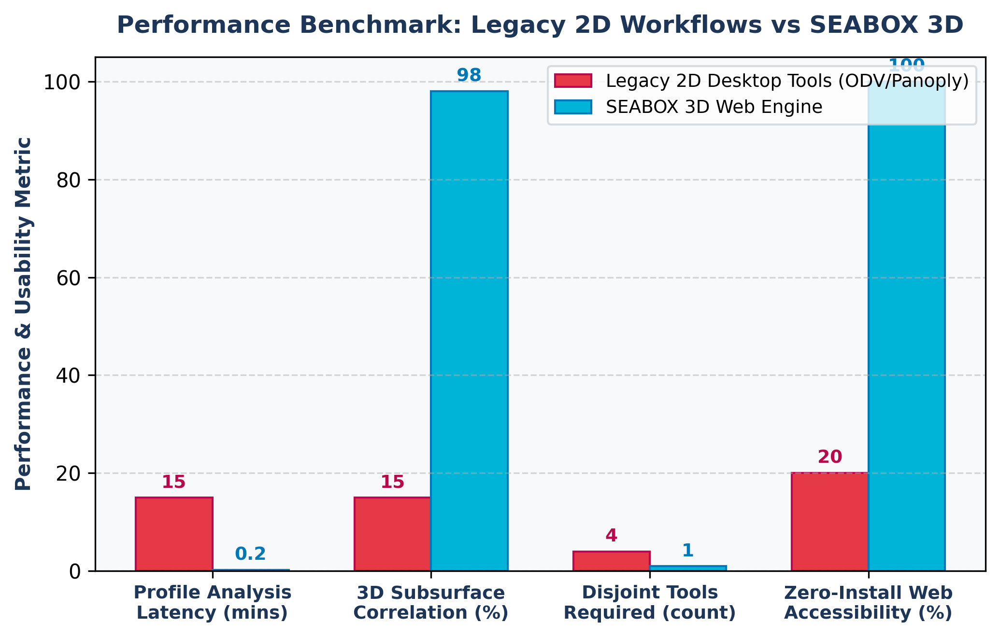 Performance Benchmark: Legacy 2D Workflows vs SEABOX 3D
Performance & Usability Metric
100
80
60
40
20
0
Legacy 2D Desktop Tools (ODV/Panoply)
SEABOX 3D Web Engine
15
0.2
15
98
4
1
20
100
Profile Analysis
Latency (mins)
3D Subsurface
Correlation (%)
Disjoint Tools
Required (count)
Zero-Install Web
Accessibility (%)